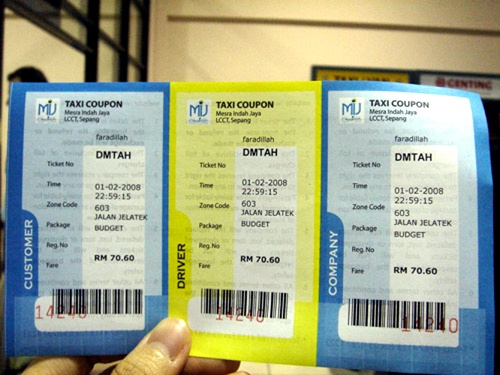 GENTING
MIJ
TAXI COUPON
Mesra Indah Jaya
LCCT, Sepang
faradillah
DMTAH
Ticket No
Time 01-02-2008
22:59:15
Zone Code 603
JALAN JELATEK
Package BUDGET
Reg. No
Fare RM 70.60
CUSTOMER
14240
MIJ
TAXI COUPON
Mesra Indah Jaya
LCCT, Sepang
faradillah
DMTAH
Ticket No
Time 01-02-2008
22:59:15
Zone Code 603
JALAN JELATEK
Package BUDGET
Reg. No
Fare RM 70.60
DRIVER
14240
MIJ
TAXI COUPON
Mesra Indah Jaya
LCCT, Sepang
faradillah
DMTAH
Ticket No
Time 01-02-2008
22:59:15
Zone Code 603
JALAN JELATEK
Package BUDGET
Reg. No
Fare RM 70.60
COMPANY
14240